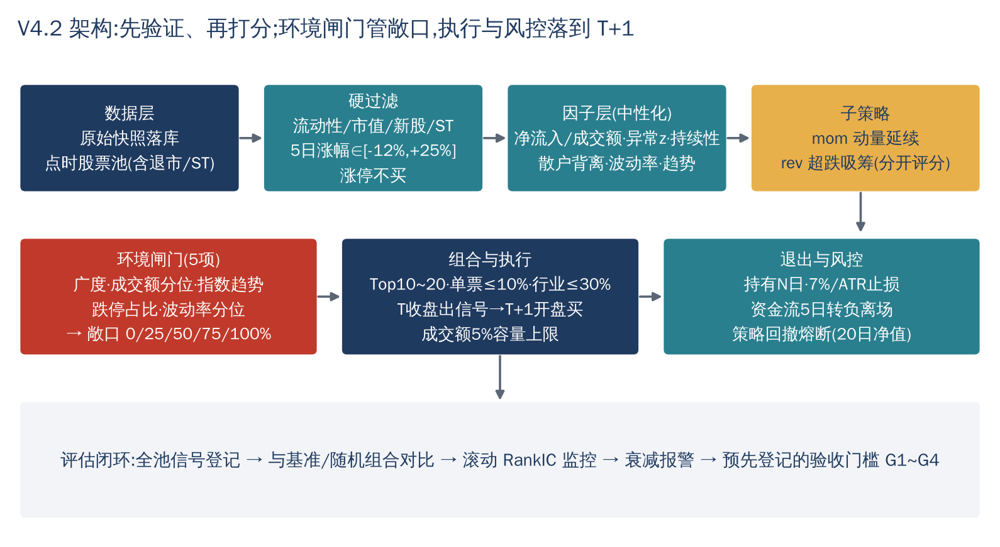 V4.2 架构:先验证、再打分;环境闸门管敞口,执行与风控落到 T+1
数据层
原始快照落库
点时股票池(含退市/ST)
硬过滤
流动性/市值/新股/ST
5日涨幅∈[-12%,+25%]
涨停不买
因子层(中性化)
净流入/成交额·异常z·持续性
散户背离·波动率·趋势
子策略
mom 动量延续
rev 超跌吸筹(分开评分)
环境闸门(5项)
广度·成交额分位·指数趋势
跌停占比·波动率分位
→ 敞口 0/25/50/75/100%
组合与执行
Top10~20·单票≤10%·行业≤30%
T收盘出信号→T+1开盘买
成交额5%容量上限
退出与风控
持有N日·7%/ATR止损
资金流5日转负离场
策略回撤熔断(20日净值)
评估闭环:全池信号登记 → 与基准/随机组合对比 → 滚动 RankIC 监控 → 衰减报警 → 预先登记的验收门槛 G1~G4